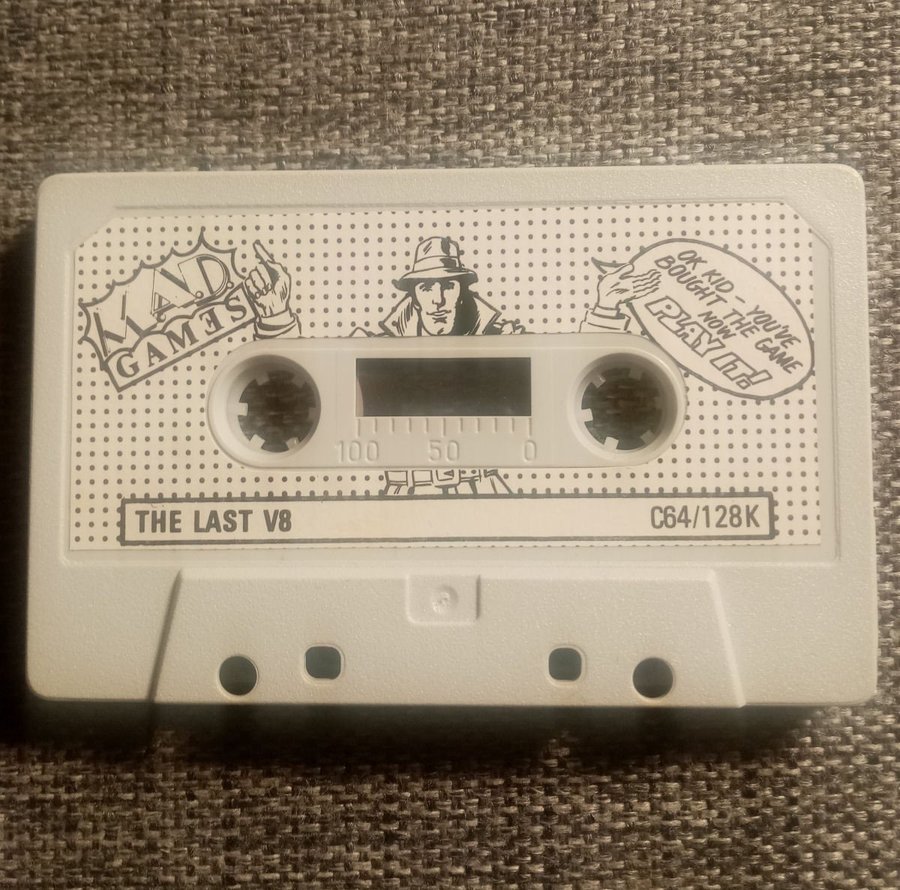 M.A.D.
GAMES
OK KID - YOU'VE
BOUGHT THE GAME
NOW
PLAY IT!
100 50 0
THE LAST V8 C64/128K